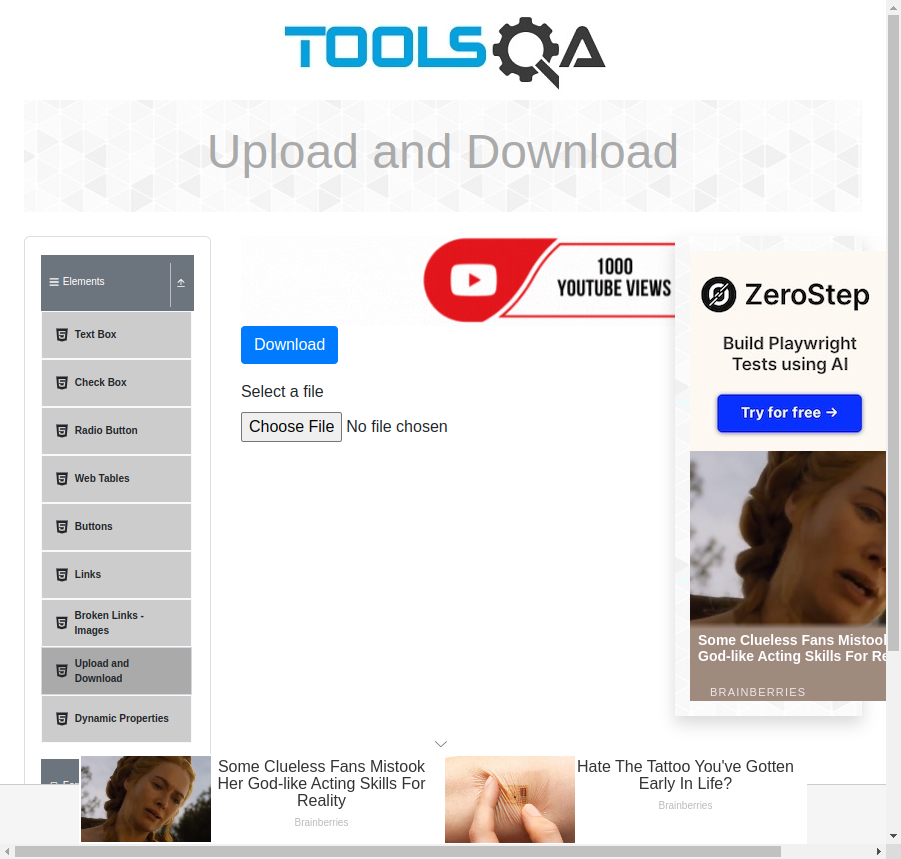 TOOLSQA
Upload and Download
Elements
Text Box
Check Box
Radio Button
Web Tables
Buttons
Links
Broken Links -
Images
Upload and
Download
Dynamic Properties
1000
YOUTUBE VIEWS
Download
Select a file
Choose File No file chosen
ZeroStep
Build Playwright
Tests using AI
Try for free →
Some Clueless Fans Mistook
God-like Acting Skills For
BRAINBERRIES
Some Clueless Fans Mistook
Her God-like Acting Skills For
Reality
Brainberries
Hate The Tattoo You've Gotten
Early In Life?
Brainberries